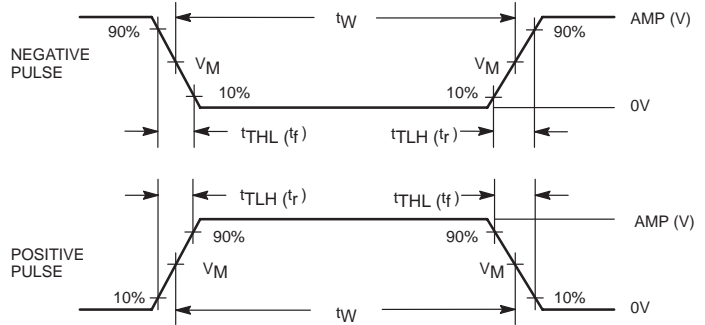 90%
tW
90%
AMP (V)
NEGATIVE
PULSE
VM
VM
10%
10%
0V
tTHL (tf)
tTLH (tr)
tTLH (tr)
tTHL (tf)
AMP (V)
90%
90%
POSITIVE
PULSE
VM
VM
10%
10%
tW
0V